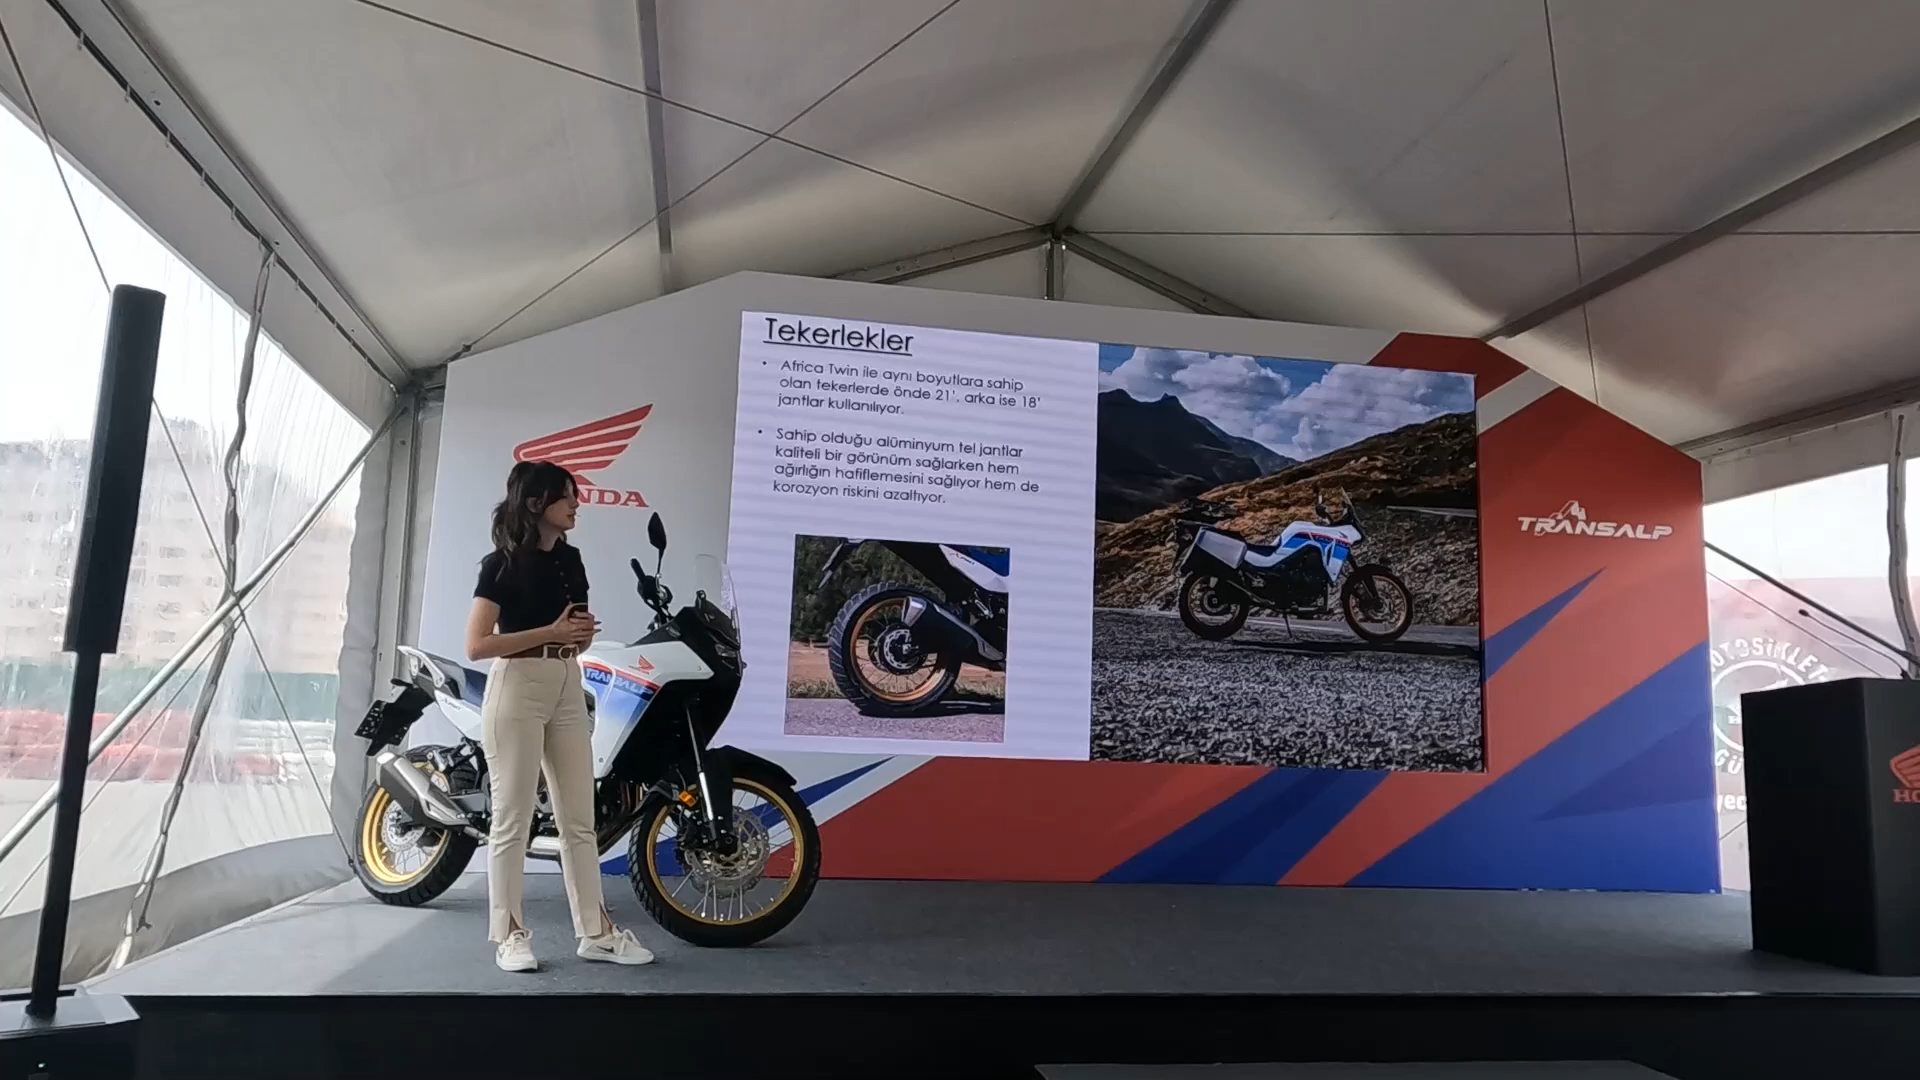 Tekerlekler
• Africa Twin ile aynı boyutlara sahip
olan tekerlerde önde 21', arka ise 18'
jantlar kullanılıyor.
• Sahip olduğu alüminyum tel jantlar
kaliteli bir görünüm sağlarken hem
ağırlığın hafiflemesini sağlıyor hem de
korozyon riskini azaltıyor.
TRANSALP
TRANSALP